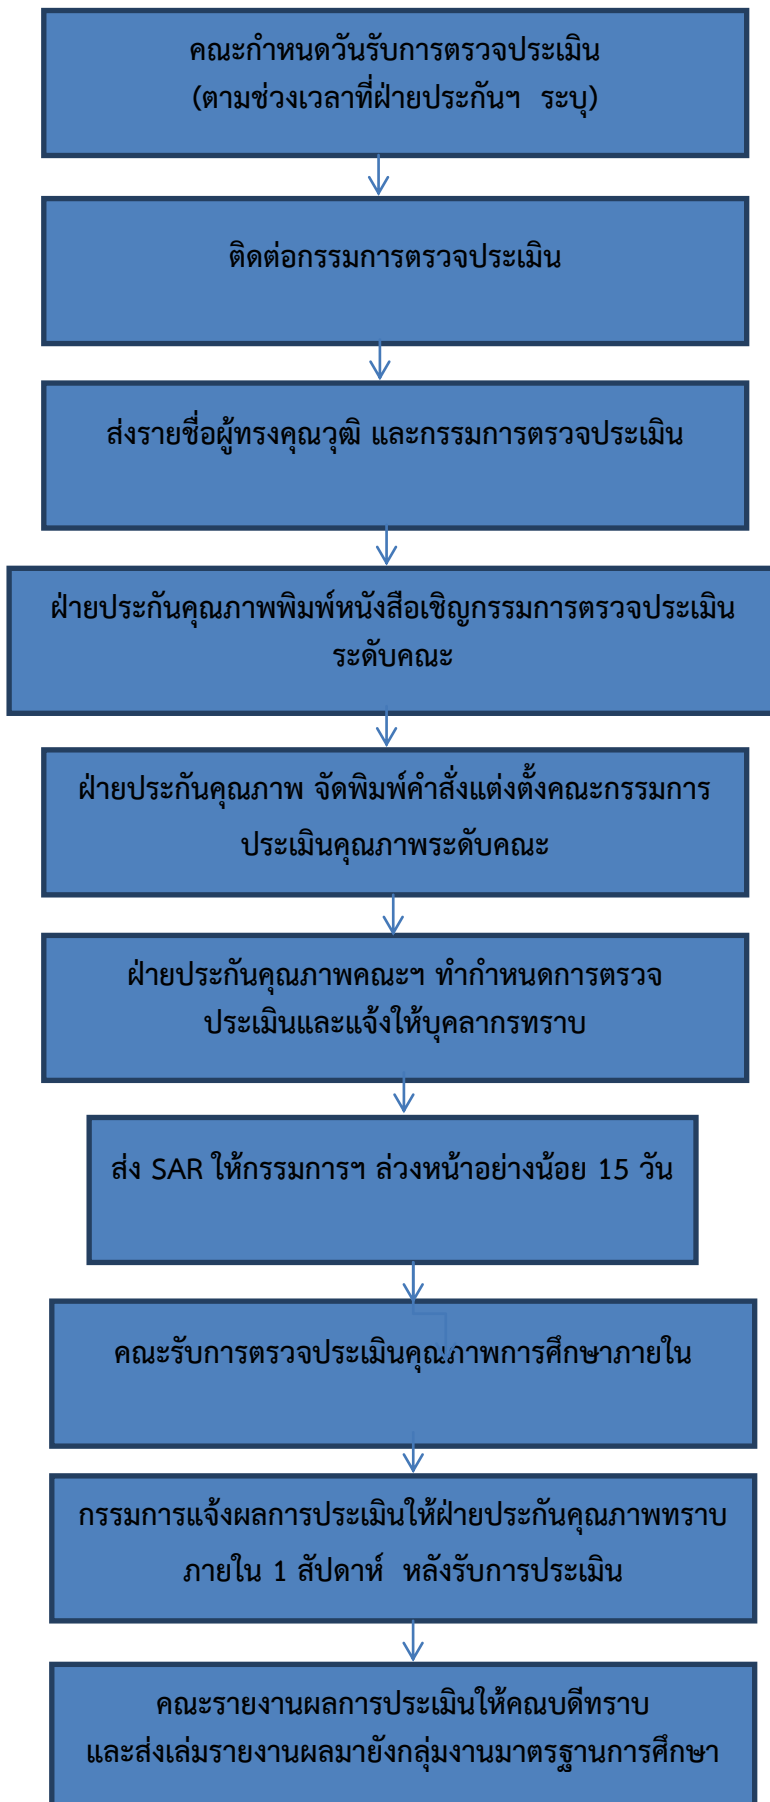 คณะกำหนดวันรับการตรวจประเมิน
(ตามช่วงเวลาที่ฝ่ายประกันฯ ระบุ)
ติดต่อกรรมการตรวจประเมิน
ส่งรายชื่อผู้ทรงคุณวุฒิ และกรรมการตรวจประเมิน
ฝ่ายประกันคุณภาพพิมพ์หนังสือเชิญกรรมการตรวจประเมิน
ระดับคณะ
ฝ่ายประกันคุณภาพ จัดพิมพ์คำสั่งแต่งตั้งคณะกรรมการ
ประเมินคุณภาพระดับคณะ
ฝ่ายประกันคุณภาพคณะฯ ทำกำหนดการตรวจ
ประเมินและแจ้งให้บุคลากรทราบ
ส่ง SAR ให้กรรมการฯ ล่วงหน้าอย่างน้อย 15 วัน
คณะรับการตรวจประเมินคุณภาพการศึกษาภายใน
กรรมการแจ้งผลการประเมินให้ฝ่ายประกันคุณภาพทราบ
ภายใน 1 สัปดาห์ หลังรับการประเมิน
คณะรายงานผลการประเมินให้คณบดีทราบ
และส่งเล่มรายงานผลมายังกลุ่มงานมาตรฐานการศึกษา